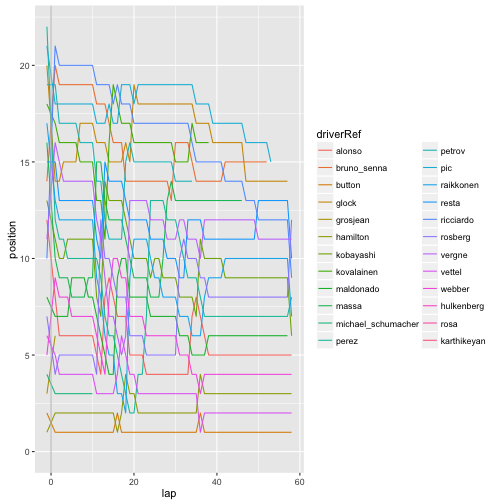 20
15
10
5
0
position
0
20
40
60
lap
driverRef
alonso
bruno_senna
button
glock
grosjean
hamilton
kobayashi
kovalainen
maldonado
massa
michael_schumacher
perez
petrov
pic
raikkonen
resta
ricciardo
rosberg
vergne
vettel
webber
hulkenberg
rosa
karthikeyan